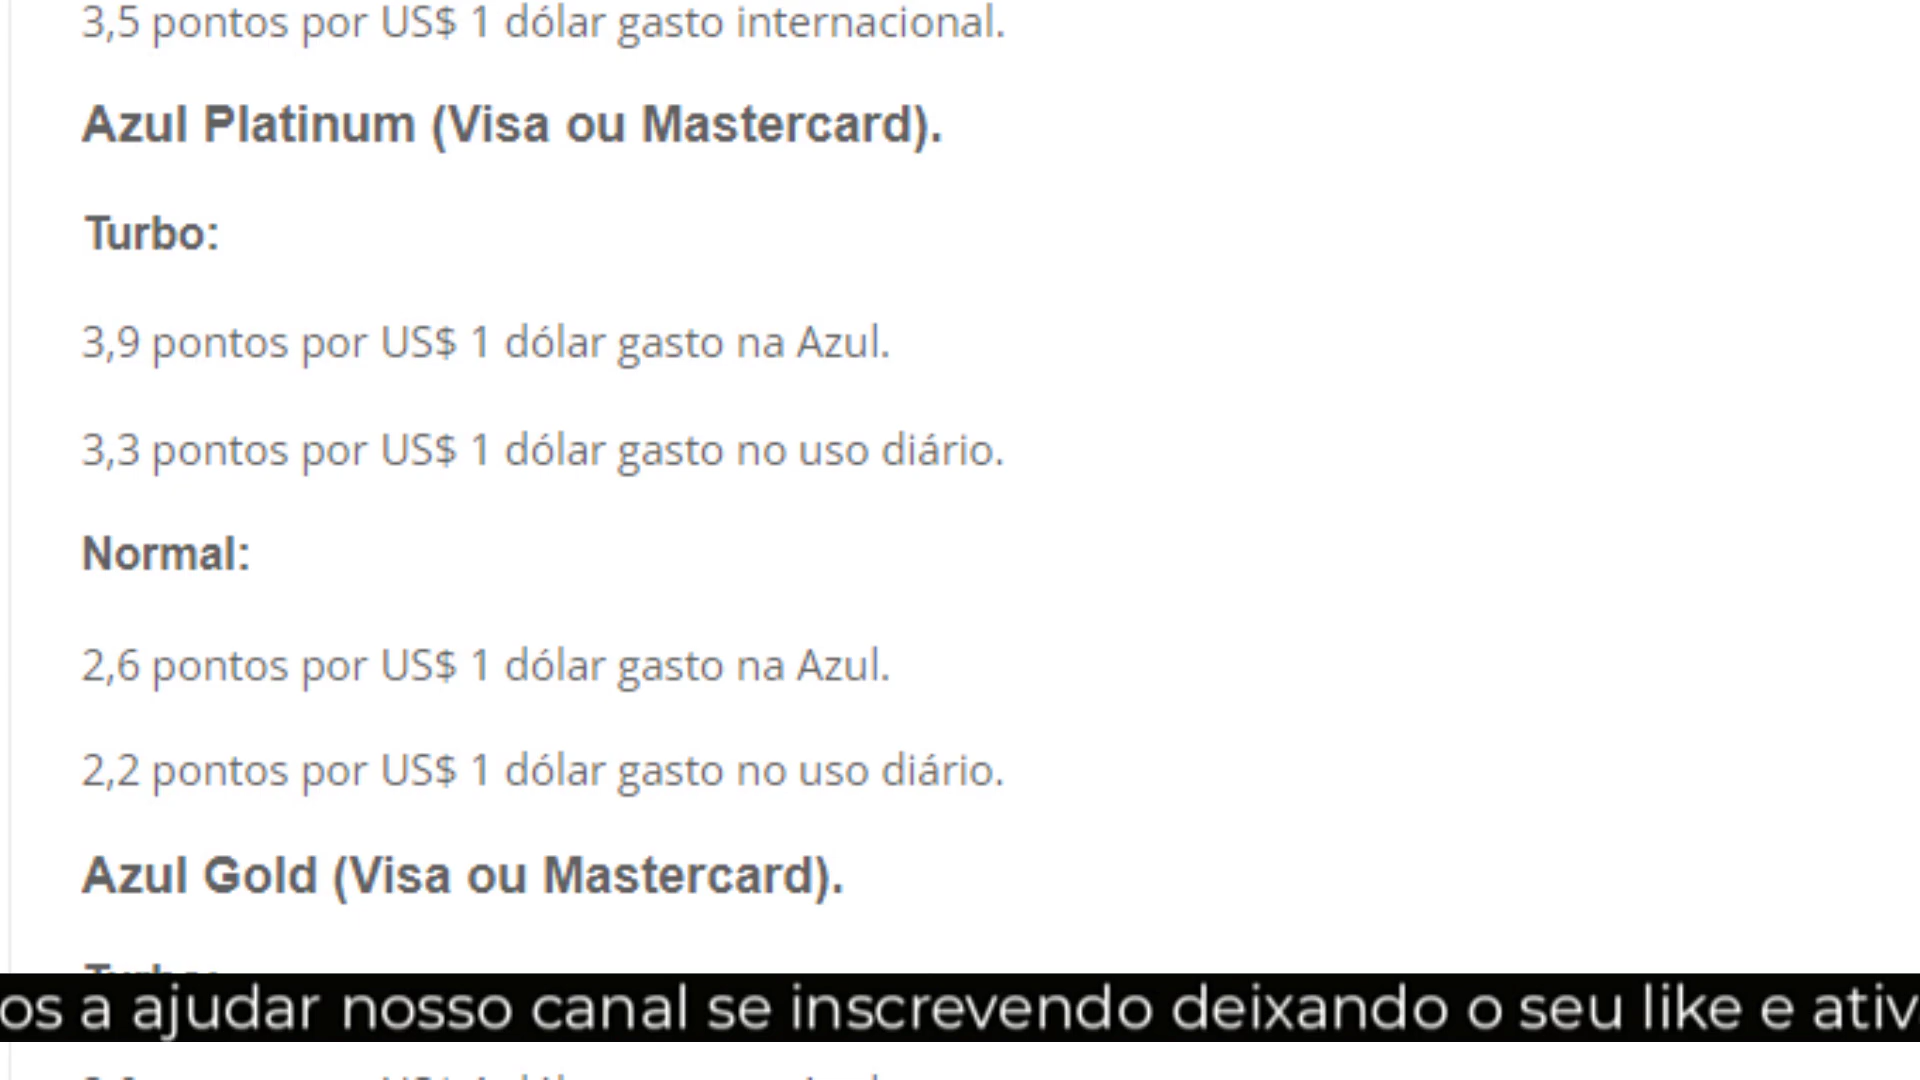 3,5 pontos por US$ 1 dólar gasto internacional.
Azul Platinum (Visa ou Mastercard).
Turbo:
3,9 pontos por US$ 1 dólar gasto na Azul.
3,3 pontos por US$ 1 dólar gasto no uso diário.
Normal:
2,6 pontos por US$ 1 dólar gasto na Azul.
2,2 pontos por US$ 1 dólar gasto no uso diário.
Azul Gold (Visa ou Mastercard).
os a ajudar nosso canal se inscrevendo deixando o seu like e ativ